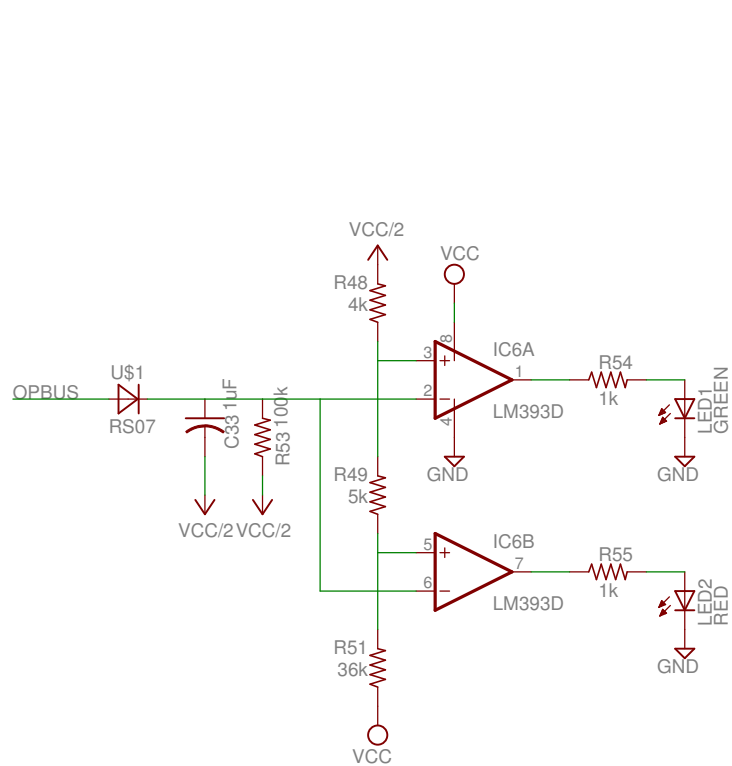 VCC/2
VCC
R48
4k
8
IC6A
3
+
1
R54
2
−
1k
LM393D
4
LED1
GREEN
GND
GND
OPBUS
U$1
RS07
C33 1uF
R53 100k
VCC/2
VCC/2
R49
5k
IC6B
5
+
7
R55
6
−
1k
LM393D
LED2
RED
GND
R51
36k
VCC